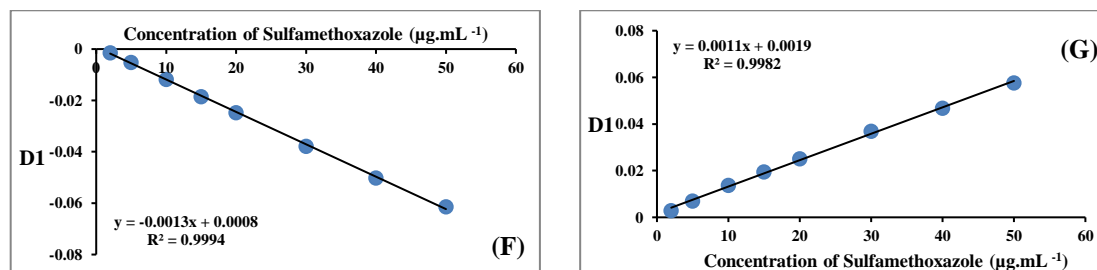 Concentration of Sulfamethoxazole (µg.mL -1)
0
0 10 20 30 40 50 60
-0.02
D1
-0.04
-0.06
-0.08
y = -0.0013x + 0.0008
R² = 0.9994
(F)
0.08
y = 0.0011x + 0.0019
R² = 0.9982
(G)
0.06
D1
0.04
0.02
0
0 10 20 30 40 50 60
Concentration of Sulfamethoxazole (µg.mL -1)